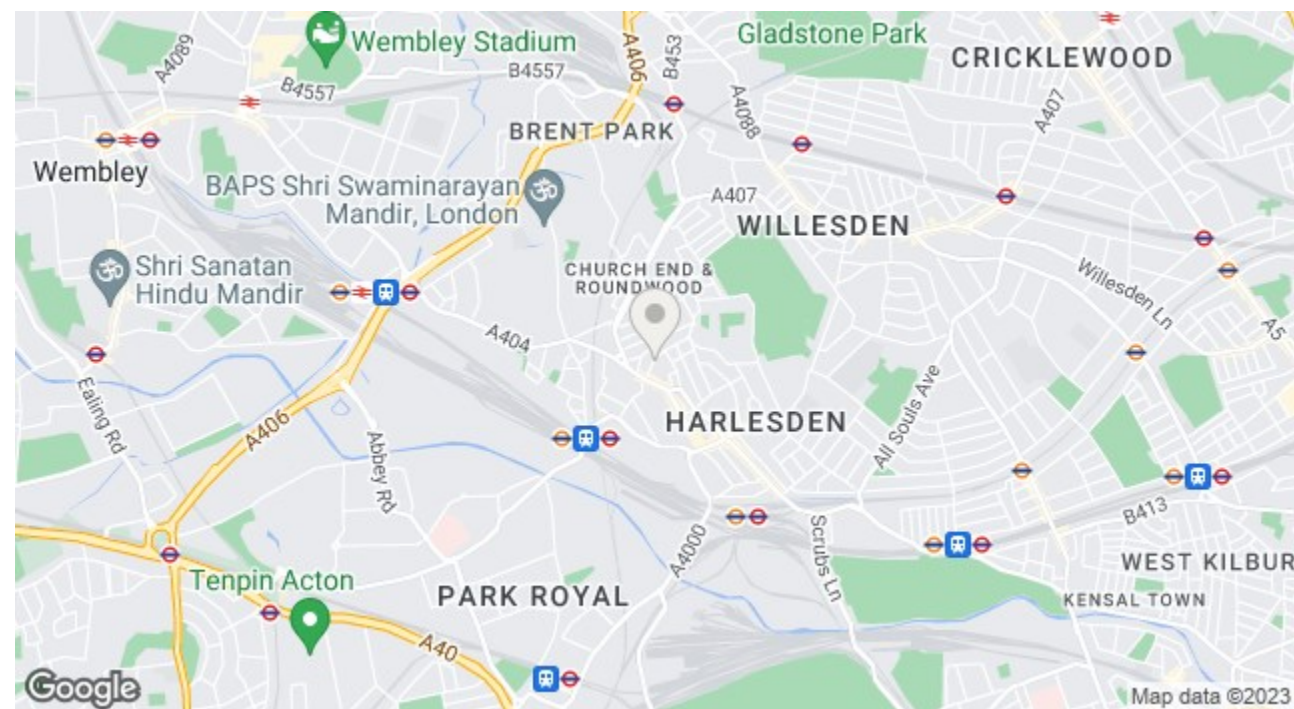 Wembley Stadium
Gladstone Park
CRICKLEWOOD
A4089
A406
B453
B4557
B4557
A4088
A407
BRENT PARK
Wembley
BAPS Shri Swaminarayan
Mandir, London
A407
WILLESDEN
Shri Sanatan
Hindu Mandir
CHURCH END &
ROUNDWOOD
Willesden Ln
A5
A404
Ealing Rd
A406
Abbey Rd
HARLESDEN
All Souls Ave
B413
A4000
Scrubs Ln
WEST KILBUR
Tenpin Acton
PARK ROYAL
KENSAL TOWN
A40
Google
Map data ©2023